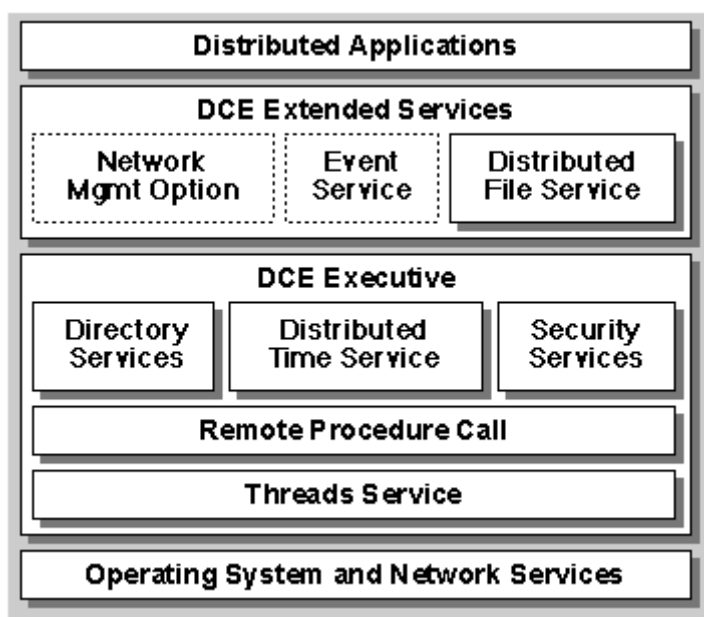 Distributed Applications
DCE Extended Services
Network
Mgmt Option
Event
Service
Distributed
File Service
DCE Executive
Directory
Services
Distributed
Time Service
Security
Services
Remote Procedure Call
Threads Service
Operating System and Network Services